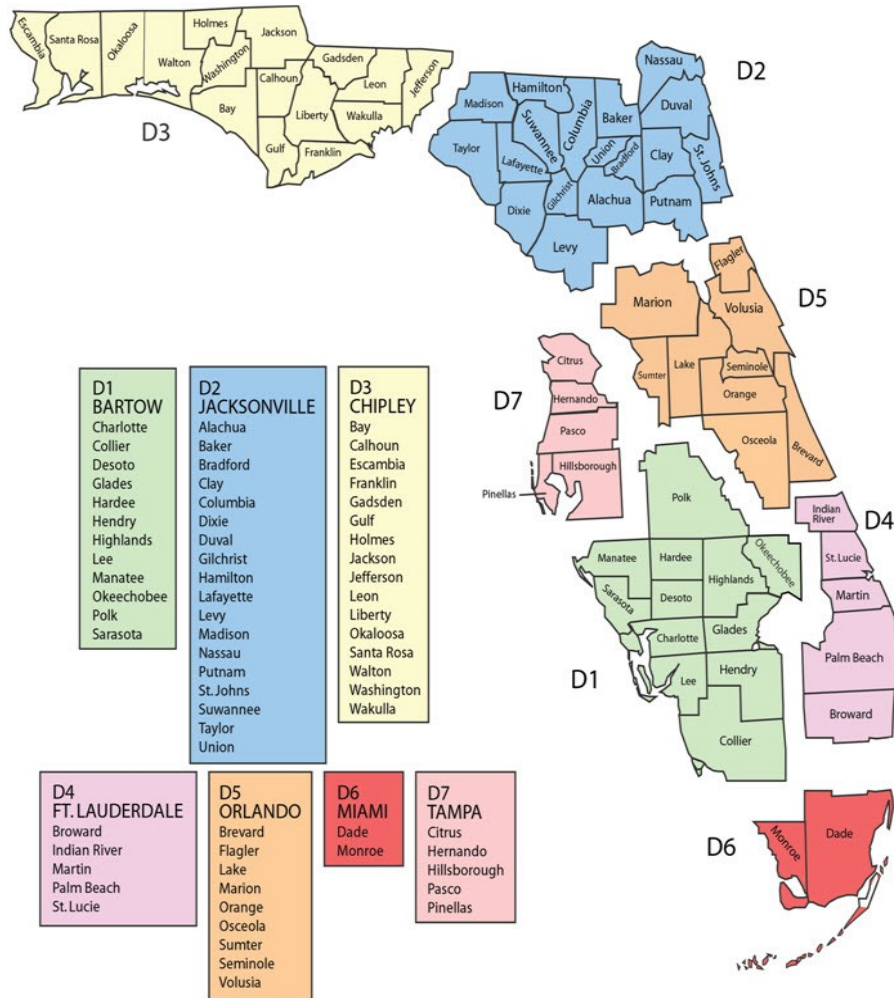 Escambia
Santa Rosa
Okaloosa
Walton
Holmes
Washington
Jackson
Bay
Calhoun
Gulf
Liberty
Franklin
Gadsden
Leon
Wakulla
Jefferson
D3
Madison
Taylor
Hamilton
Suwannee
Lafayette
Dixie
Columbia
Gilchrist
Levy
Baker
Union
Bradford
Alachua
Nassau
Duval
Clay
St. Johns
Putnam
D2
Flagler
Marion
Volusia
Lake
Sumter
Seminole
Orange
Osceola
Brevard
D5
Citrus
Hernando
Pasco
Hillsborough
Pinellas
D7
Polk
Manatee
Hardee
Highlands
Okeechobee
Sarasota
Desoto
Charlotte
Glades
Lee
Hendry
Collier
D1
Indian
River
St. Lucie
Martin
Palm Beach
Broward
D4
Monroe
Dade
D6
D1
BARTOW
Charlotte
Collier
Desoto
Glades
Hardee
Hendry
Highlands
Lee
Manatee
Okeechobee
Polk
Sarasota
D2
JACKSONVILLE
Alachua
Baker
Bradford
Clay
Columbia
Dixie
Duval
Gilchrist
Hamilton
Lafayette
Levy
Madison
Nassau
Putnam
St. Johns
Suwannee
Taylor
Union
D3
CHIPLEY
Bay
Calhoun
Escambia
Franklin
Gadsden
Gulf
Holmes
Jackson
Jefferson
Leon
Liberty
Okaloosa
Santa Rosa
Walton
Washington
Wakulla
D4
FT. LAUDERDALE
Broward
Indian River
Martin
Palm Beach
St. Lucie
D5
ORLANDO
Brevard
Flagler
Lake
Marion
Orange
Osceola
Sumter
Seminole
Volusia
D6
MIAMI
Dade
Monroe
D7
TAMPA
Citrus
Hernando
Hillsborough
Pasco
Pinellas